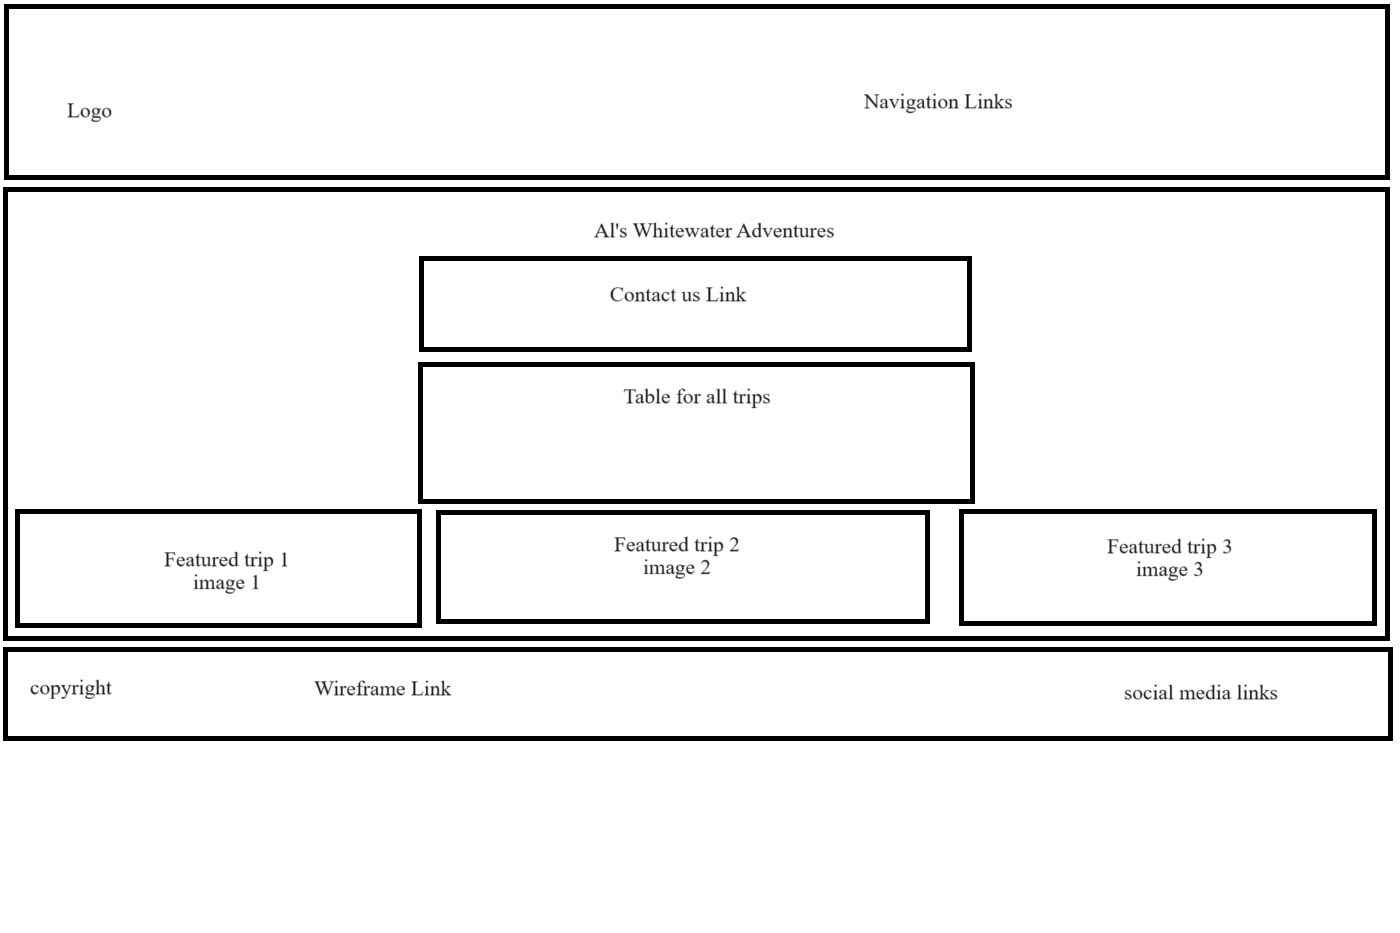 Logo
Navigation Links
Al's Whitewater Adventures
Contact us Link
Table for all trips
Featured trip 1
image 1
Featured trip 2
image 2
Featured trip 3
image 3
copyright
Wireframe Link
social media links